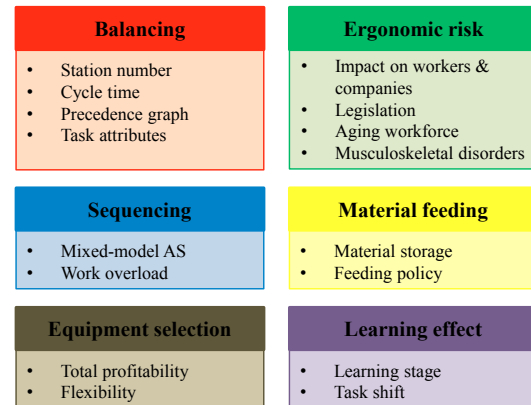 Balancing
• Station number
• Cycle time
• Precedence graph
• Task attributes
Ergonomic risk
• Impact on workers &
companies
• Legislation
• Aging workforce
• Musculoskeletal disorders
Sequencing
• Mixed-model AS
• Work overload
Material feeding
• Material storage
• Feeding policy
Equipment selection
• Total profitability
• Flexibility
Learning effect
• Learning stage
• Task shift